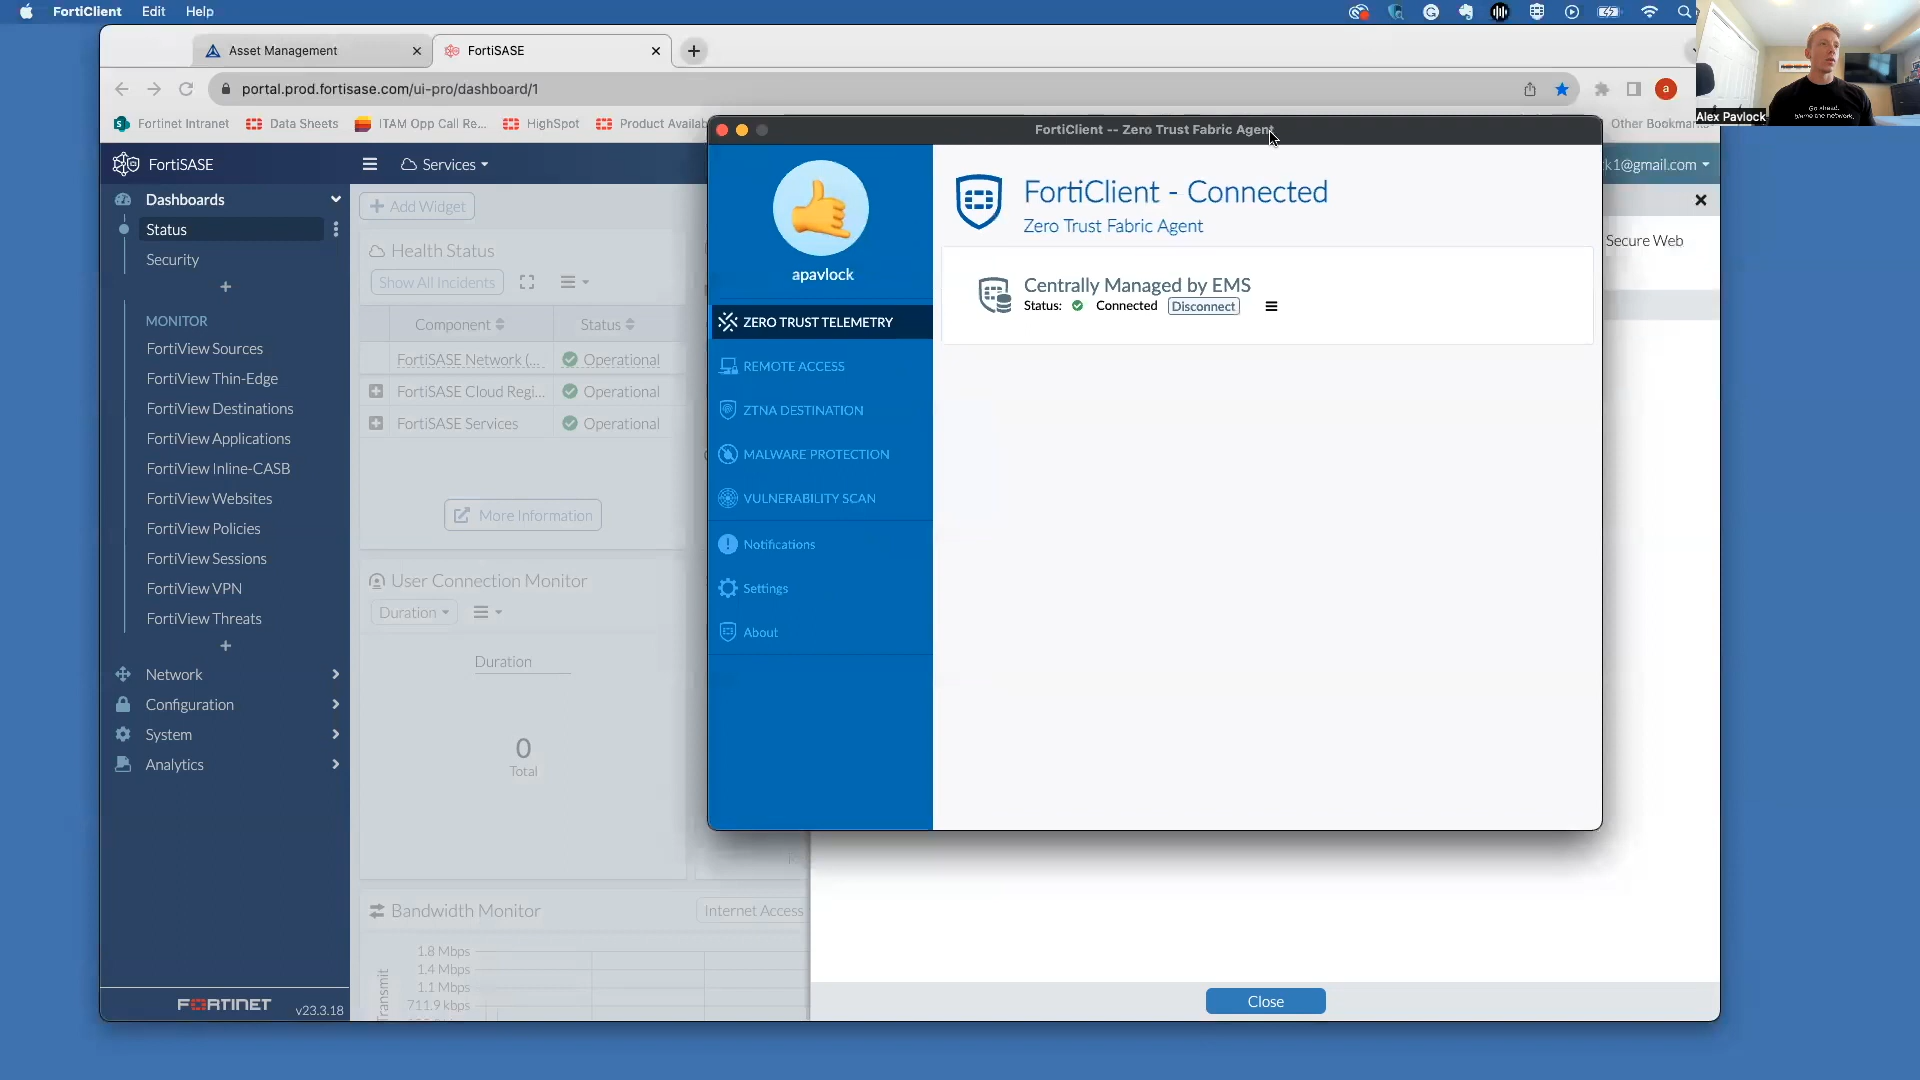 FortiClient Edit Help
Asset Management
FortiSASE
portal.prod.fortisase.com/ui-pro/dashboard/1
Fortinet Intranet
Data Sheets
ITAM Opp Call Re...
HighSpot
Product Availab
Other Bookmarks
Go ahead,
blame the network.
Alex Pavlock
FortiClient -- Zero Trust Fabric Agent
FortiSASE
Services
k1@gmail.com
Dashboards
Status
Security
MONITOR
FortiView Sources
FortiView Thin-Edge
FortiView Destinations
FortiView Applications
FortiView Inline-CASB
FortiView Websites
FortiView Policies
FortiView Sessions
FortiView VPN
FortiView Threats
Network
Configuration
System
Analytics
FORTINET v23.3.18
Add Widget
Health Status
Show All Incidents
Component Status
FortiSASE Network (... Operational
FortiSASE Cloud Regi... Operational
FortiSASE Services Operational
More Information
User Connection Monitor
Duration
Duration
0
Total
Bandwidth Monitor
Internet Access
1.8 Mbps
1.4 Mbps
1.1 Mbps
711.9 kbps
Transmit
apavlock
ZERO TRUST TELEMETRY
REMOTE ACCESS
ZTNA DESTINATION
MALWARE PROTECTION
VULNERABILITY SCAN
Notifications
Settings
About
FortiClient - Connected
Zero Trust Fabric Agent
Centrally Managed by EMS
Status: Connected Disconnect
Secure Web
Close